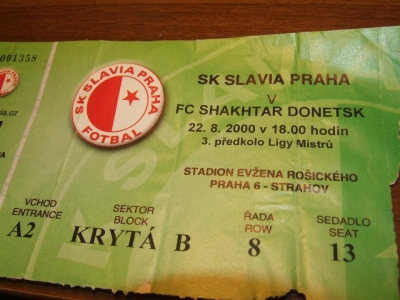 001358
SK SLAVIA PRAHA
FOTBAL
SK SLAVIA PRAHA
V
FC SHAKHTAR DONETSK
22. 8. 2000 v 18.00 hodin
3. předkolo Ligy Mistrů
STADION EVŽENA ROŠICKÉHO
PRAHA 6 - STRAHOV
VCHOD
ENTRANCE
A2
SEKTOR
BLOCK
KRYTÁ B
ŘADA
ROW
8
SEDADLO
SEAT
13